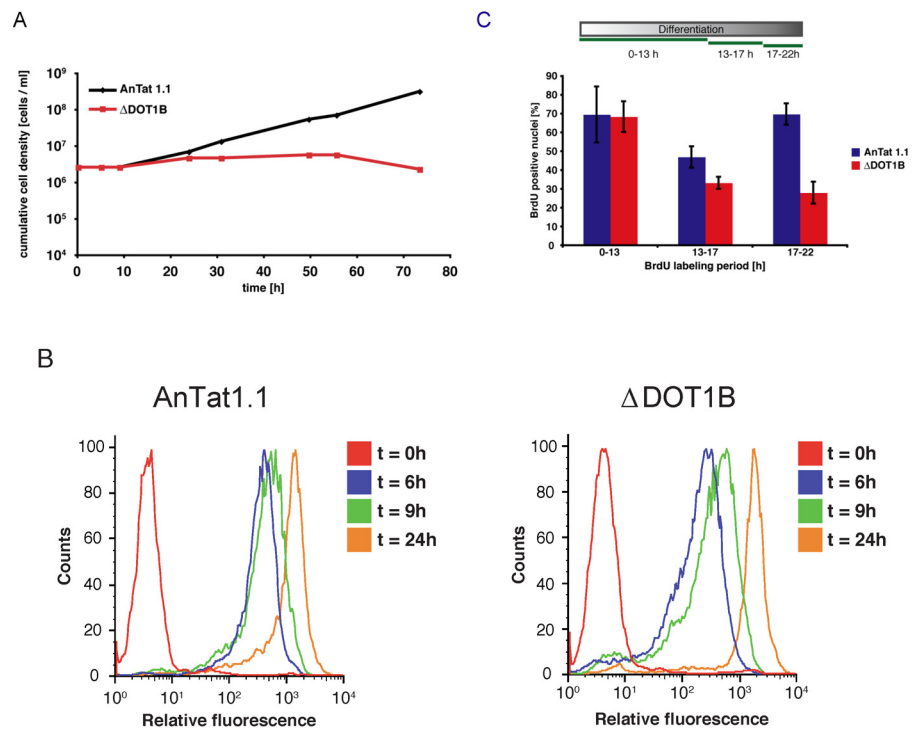 A
C
Differentiation
0-13 h
13-17 h
17-22h
cumulative cell density [cells / ml]
10⁹
10⁸
10⁷
10⁶
10⁵
10⁴
AnTat 1.1
ΔDOT1B
0 10 20 30 40 50 60 70 80
time [h]
BrdU positive nuclei [%]
90
80
70
60
50
40
30
20
10
0
AnTat 1.1
ΔDOT1B
0-13 13-17 17-22
BrdU labeling period [h]
B
AnTat1.1
Counts
100
80
60
40
20
0
10⁰ 10¹ 10² 10³ 10⁴
Relative fluorescence
t = 0h
t = 6h
t = 9h
t = 24h
ΔDOT1B
Counts
100
80
60
40
20
0
10⁰ 10¹ 10² 10³ 10⁴
Relative fluorescence
t = 0h
t = 6h
t = 9h
t = 24h